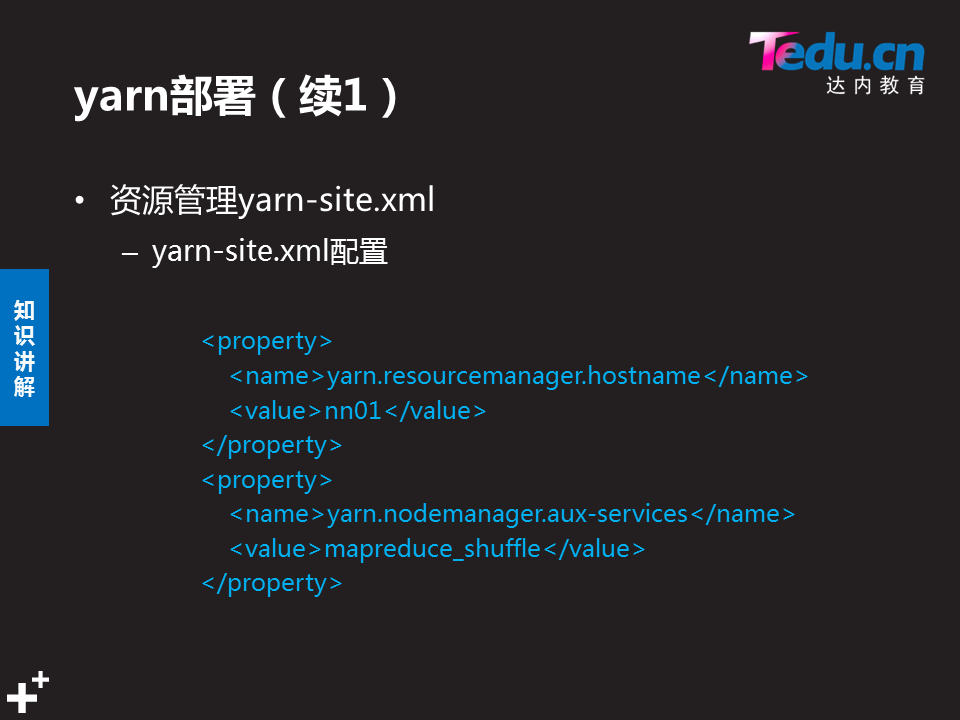 Tedu.cn
达内教育
yarn部署（续1）
• 资源管理yarn-site.xml
– yarn-site.xml配置
知识讲解
<property>
<name>yarn.resourcemanager.hostname</name>
<value>nn01</value>
</property>
<property>
<name>yarn.nodemanager.aux-services</name>
<value>mapreduce_shuffle</value>
</property>